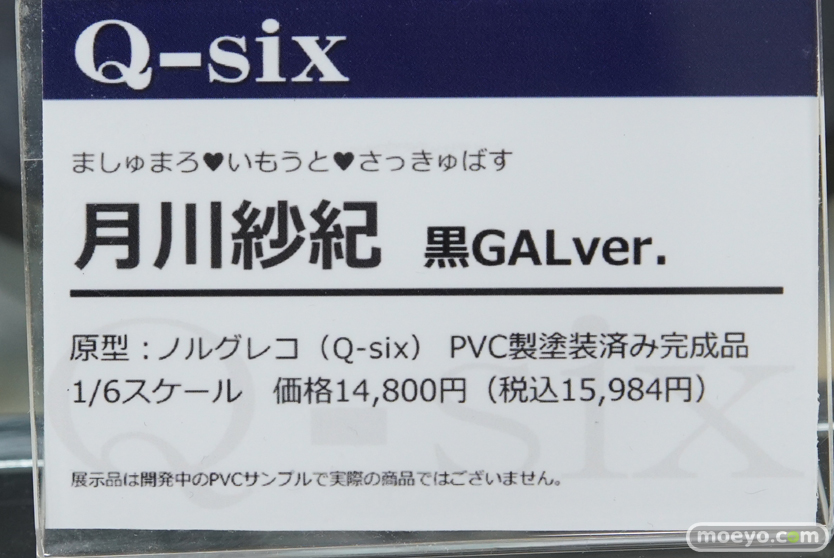 Q-six
ましゅまろ♥いもうと♥さっきゅばす
月川紗紀 黒GALver.
原型：ノルグレコ（Q-six） PVC製塗装済み完成品
1/6スケール 価格14,800円（税込15,984円）
展示品は開発中のPVCサンプルで実際の商品ではございません。
Q-six
moeyo.com